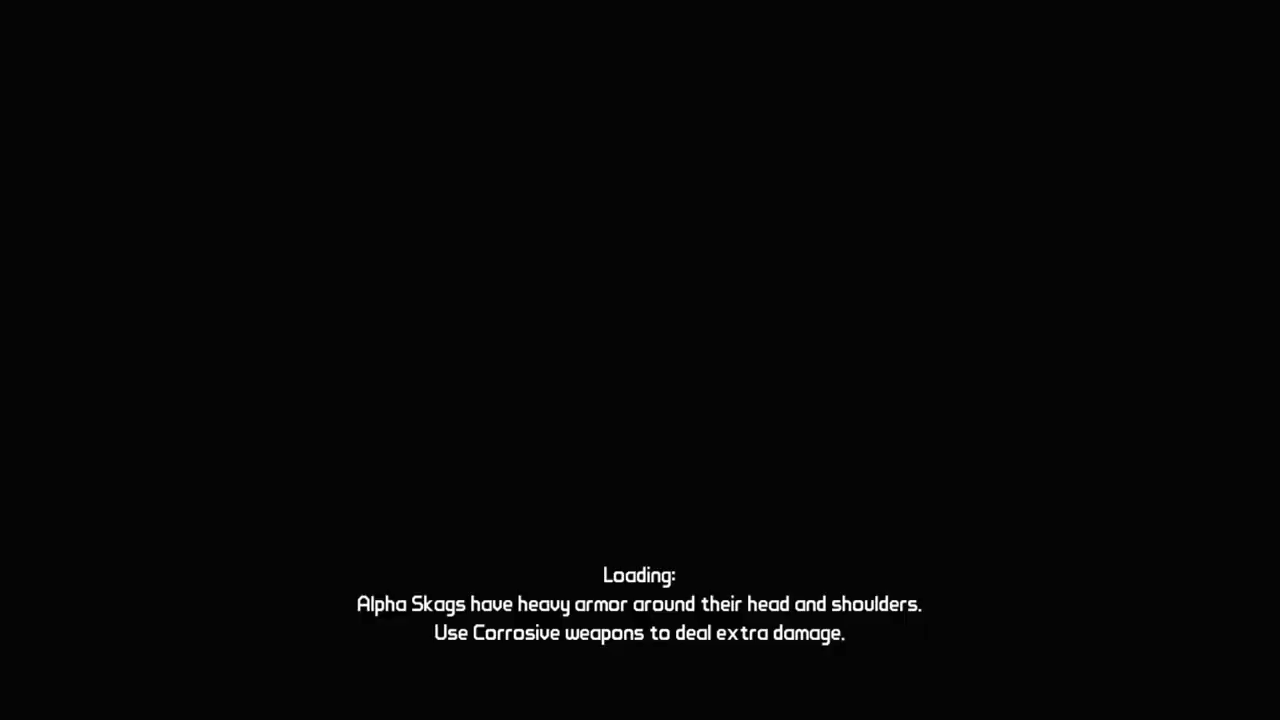 Loading:
Alpha Skags have heavy armor around their head and shoulders.
Use Corrosive weapons to deal extra damage.